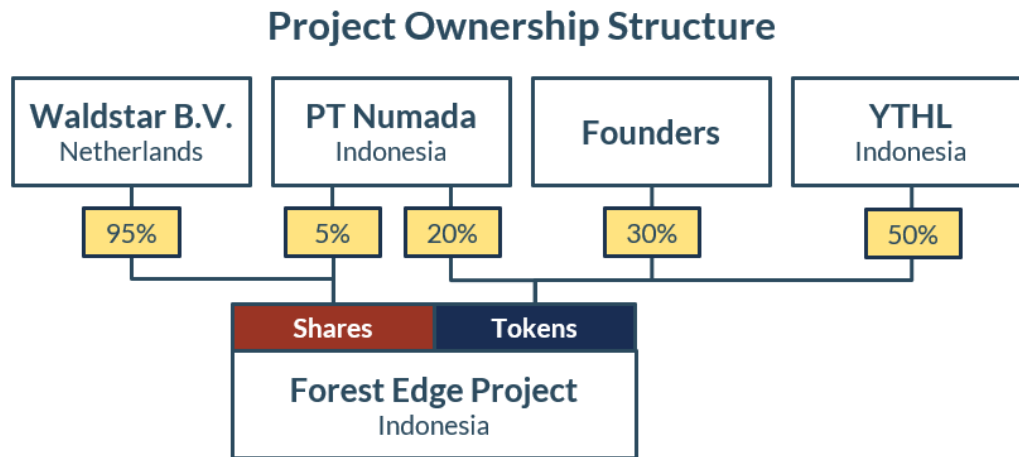 Project Ownership Structure
Waldstar B.V.
Netherlands
PT Numada
Indonesia
Founders
YTHL
Indonesia
95%
5%
20%
30%
50%
Shares
Tokens
Forest Edge Project
Indonesia